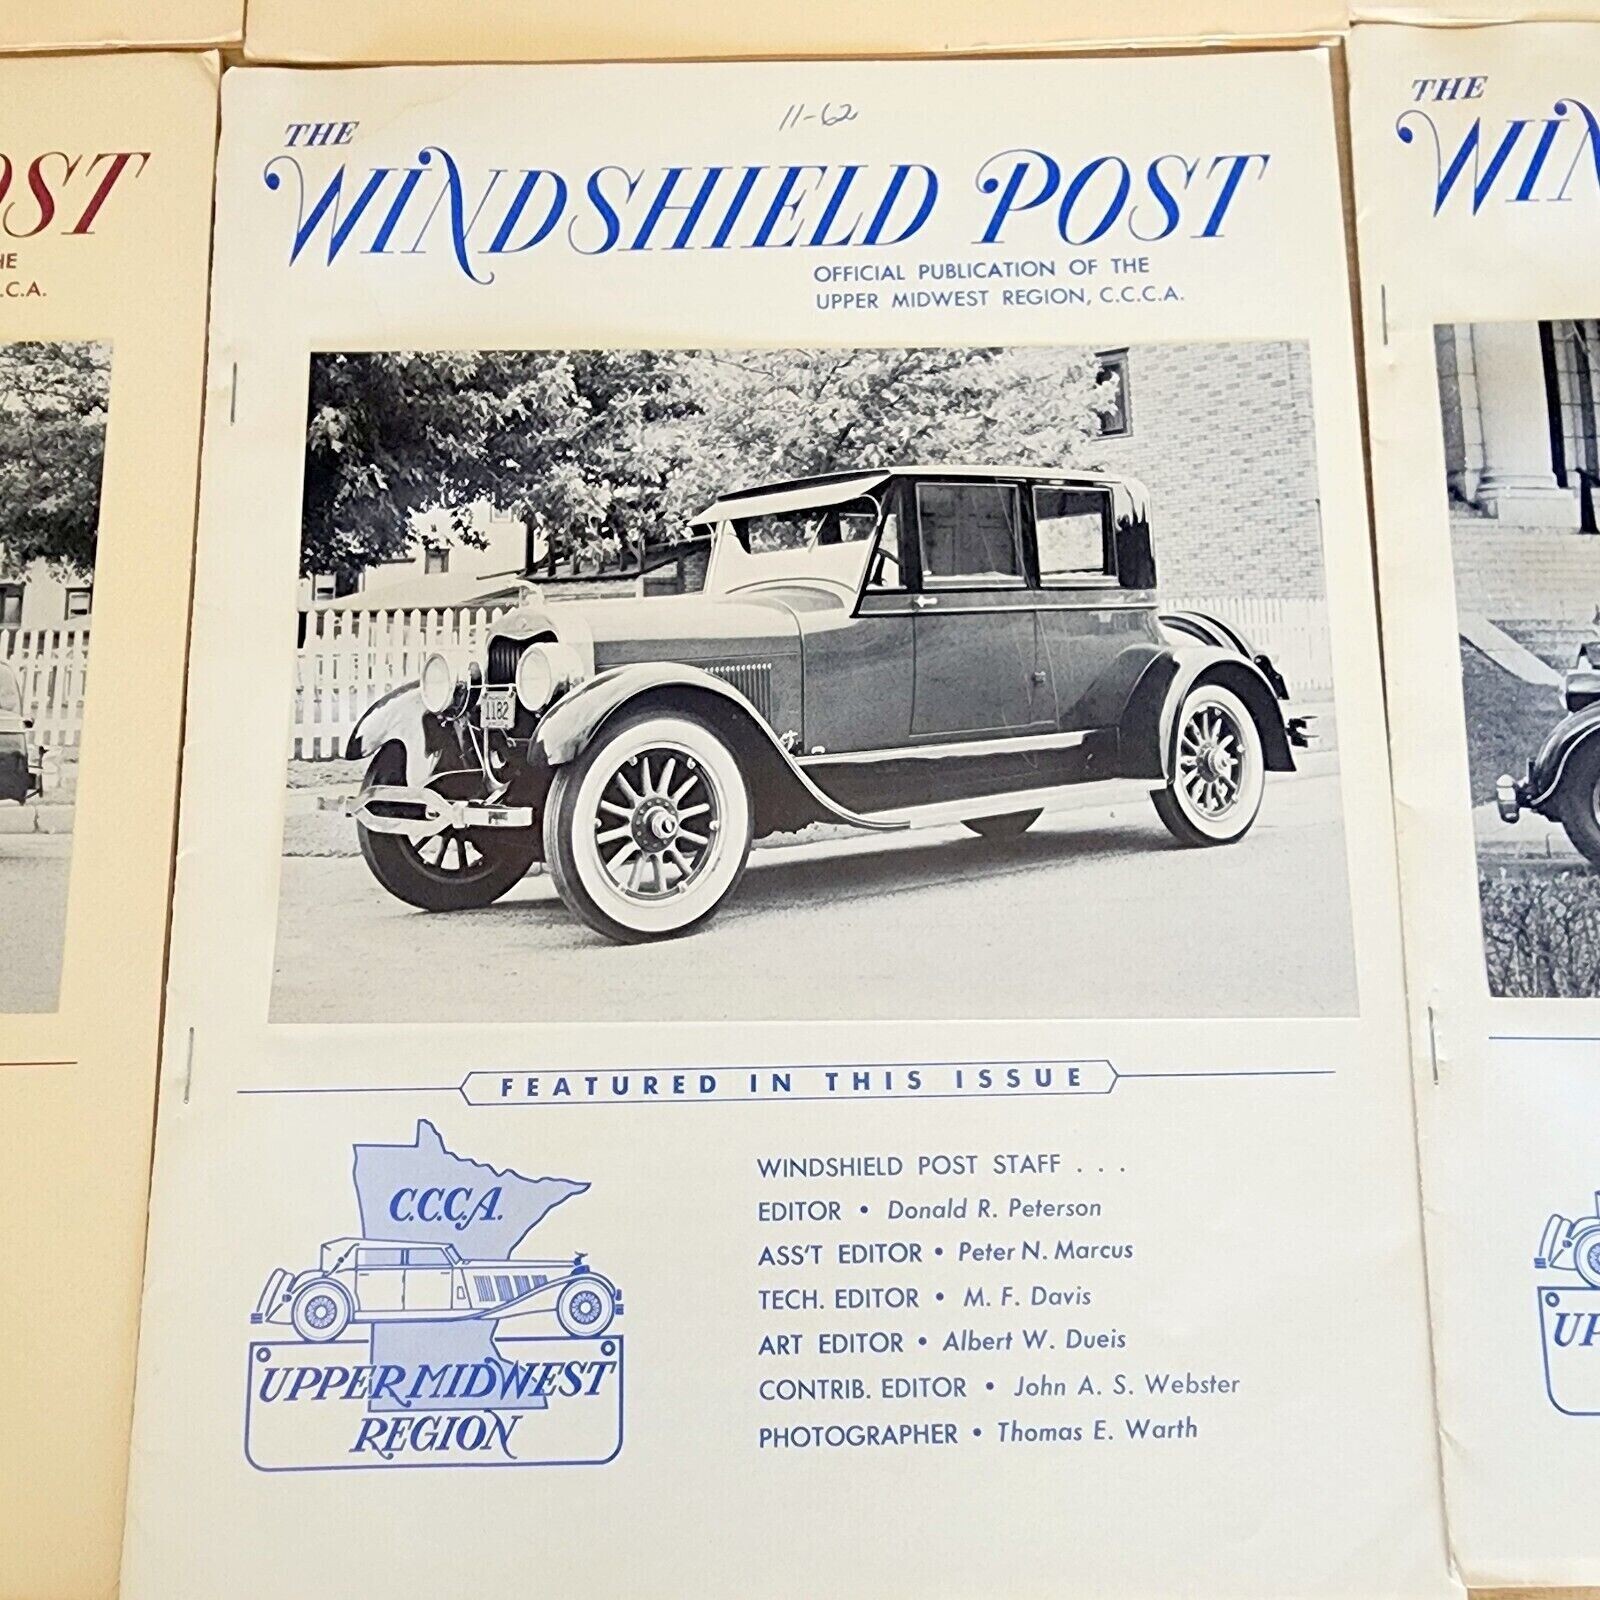 OST
HE
.C.C.A.
11-62
THE
WINDSHIELD POST
OFFICIAL PUBLICATION OF THE
UPPER MIDWEST REGION, C.C.C.A.
1182
FEATURED IN THIS ISSUE
C.C.C.A.
UPPER MIDWEST
REGION
WINDSHIELD POST STAFF . . .
EDITOR • Donald R. Peterson
ASS'T EDITOR • Peter N. Marcus
TECH. EDITOR • M. F. Davis
ART EDITOR • Albert W. Dueis
CONTRIB. EDITOR • John A. S. Webster
PHOTOGRAPHER • Thomas E. Warth
THE
WIN
UP